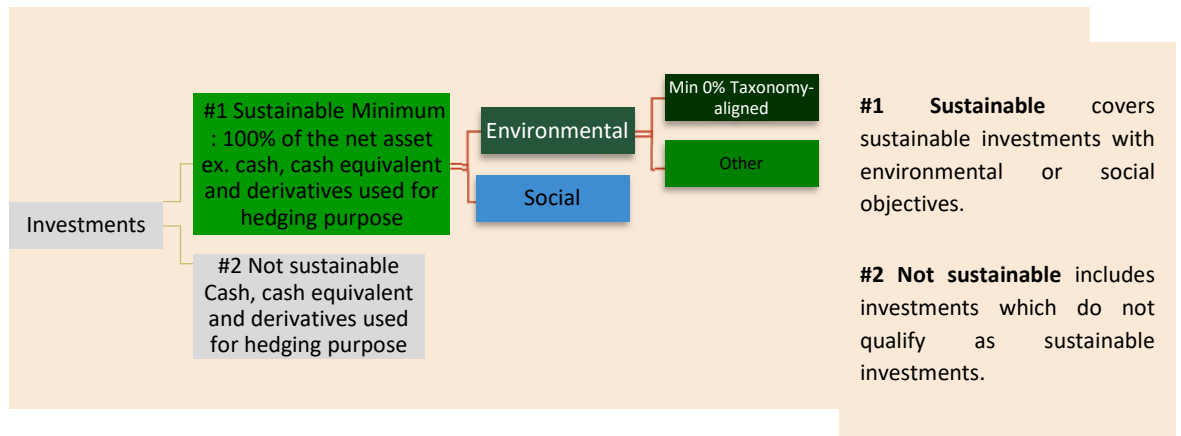 Investments
#1 Sustainable Minimum
: 100% of the net asset
ex. cash, cash equivalent
and derivatives used for
hedging purpose
#2 Not sustainable
Cash, cash equivalent
and derivatives used
for hedging purpose
Environmental
Social
Min 0% Taxonomy-
aligned
Other
#1 Sustainable covers
sustainable investments with
environmental or social
objectives.
#2 Not sustainable includes
investments which do not
qualify as sustainable
investments.